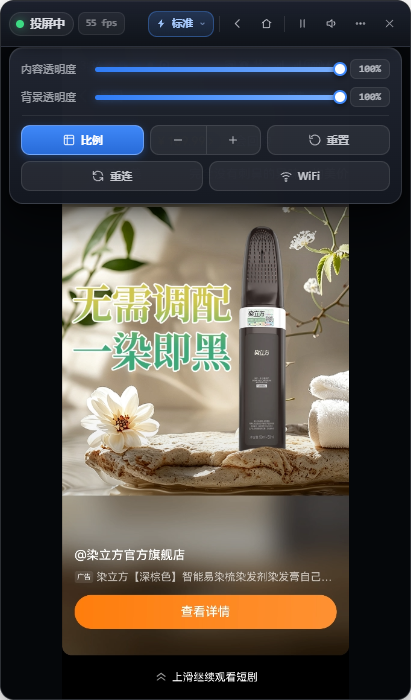 投屏中
55 fps
标准
内容透明度
100%
背景透明度
100%
比例
重置
重连
WiFi
无需调配
一染即黑
染立方
染立方
@染立方官方旗舰店
广告 染立方【深棕色】智能易染梳染发剂染发膏自己...
查看详情
上滑继续观看短剧